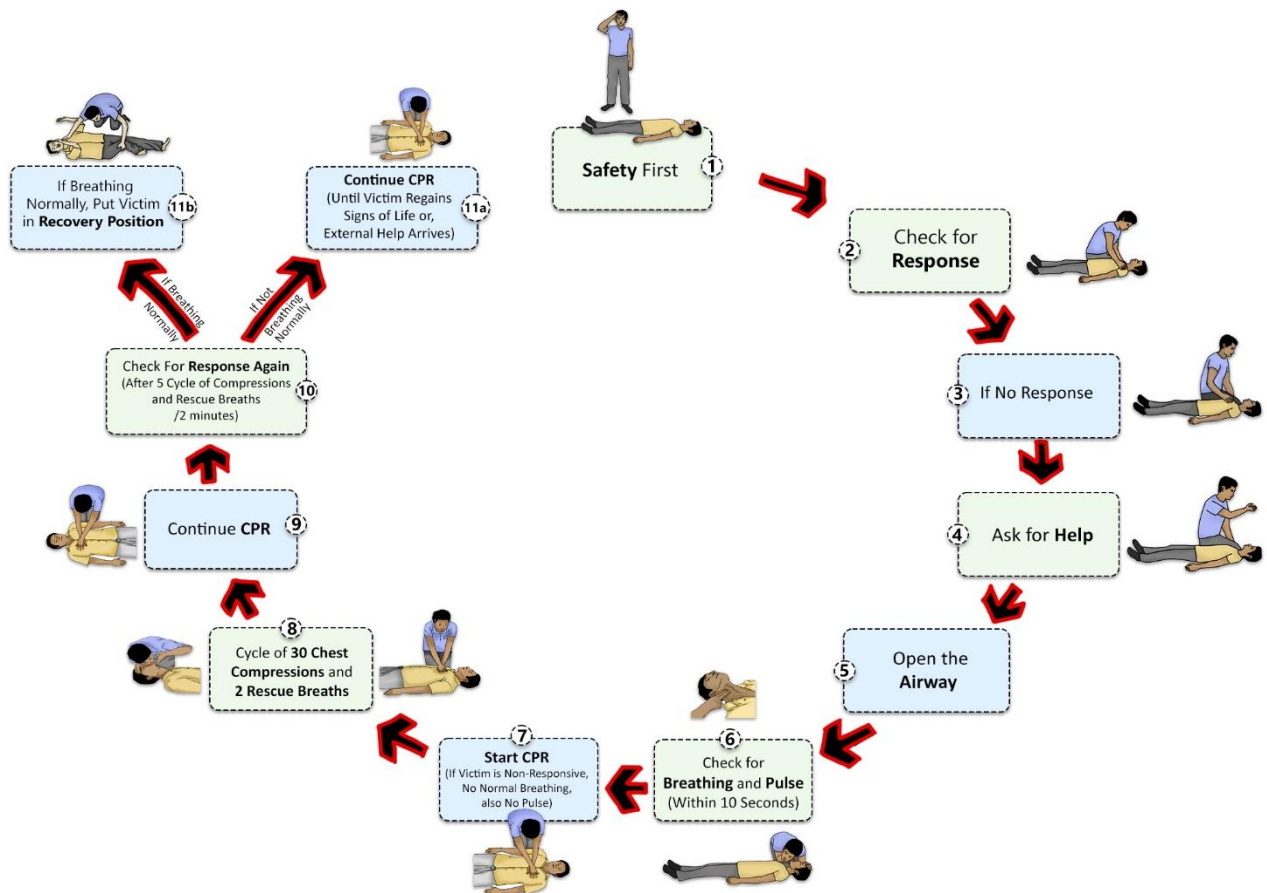 1
Safety First
2
Check for
Response
3
If No Response
4
Ask for Help
5
Open the
Airway
6
Check for
Breathing and Pulse
(Within 10 Seconds)
7
Start CPR
(If Victim is Non-Responsive,
No Normal Breathing,
also No Pulse)
8
Cycle of 30 Chest
Compressions and
2 Rescue Breaths
9
Continue CPR
10
Check For Response Again
(After 5 Cycle of Compressions
and Rescue Breaths
/2 minutes)
If Not
Breathing
Normally
11a
Continue CPR
(Until Victim Regains
Signs of Life or,
External Help Arrives)
If Breathing
Normally
11b
If Breathing
Normally, Put Victim
in Recovery Position